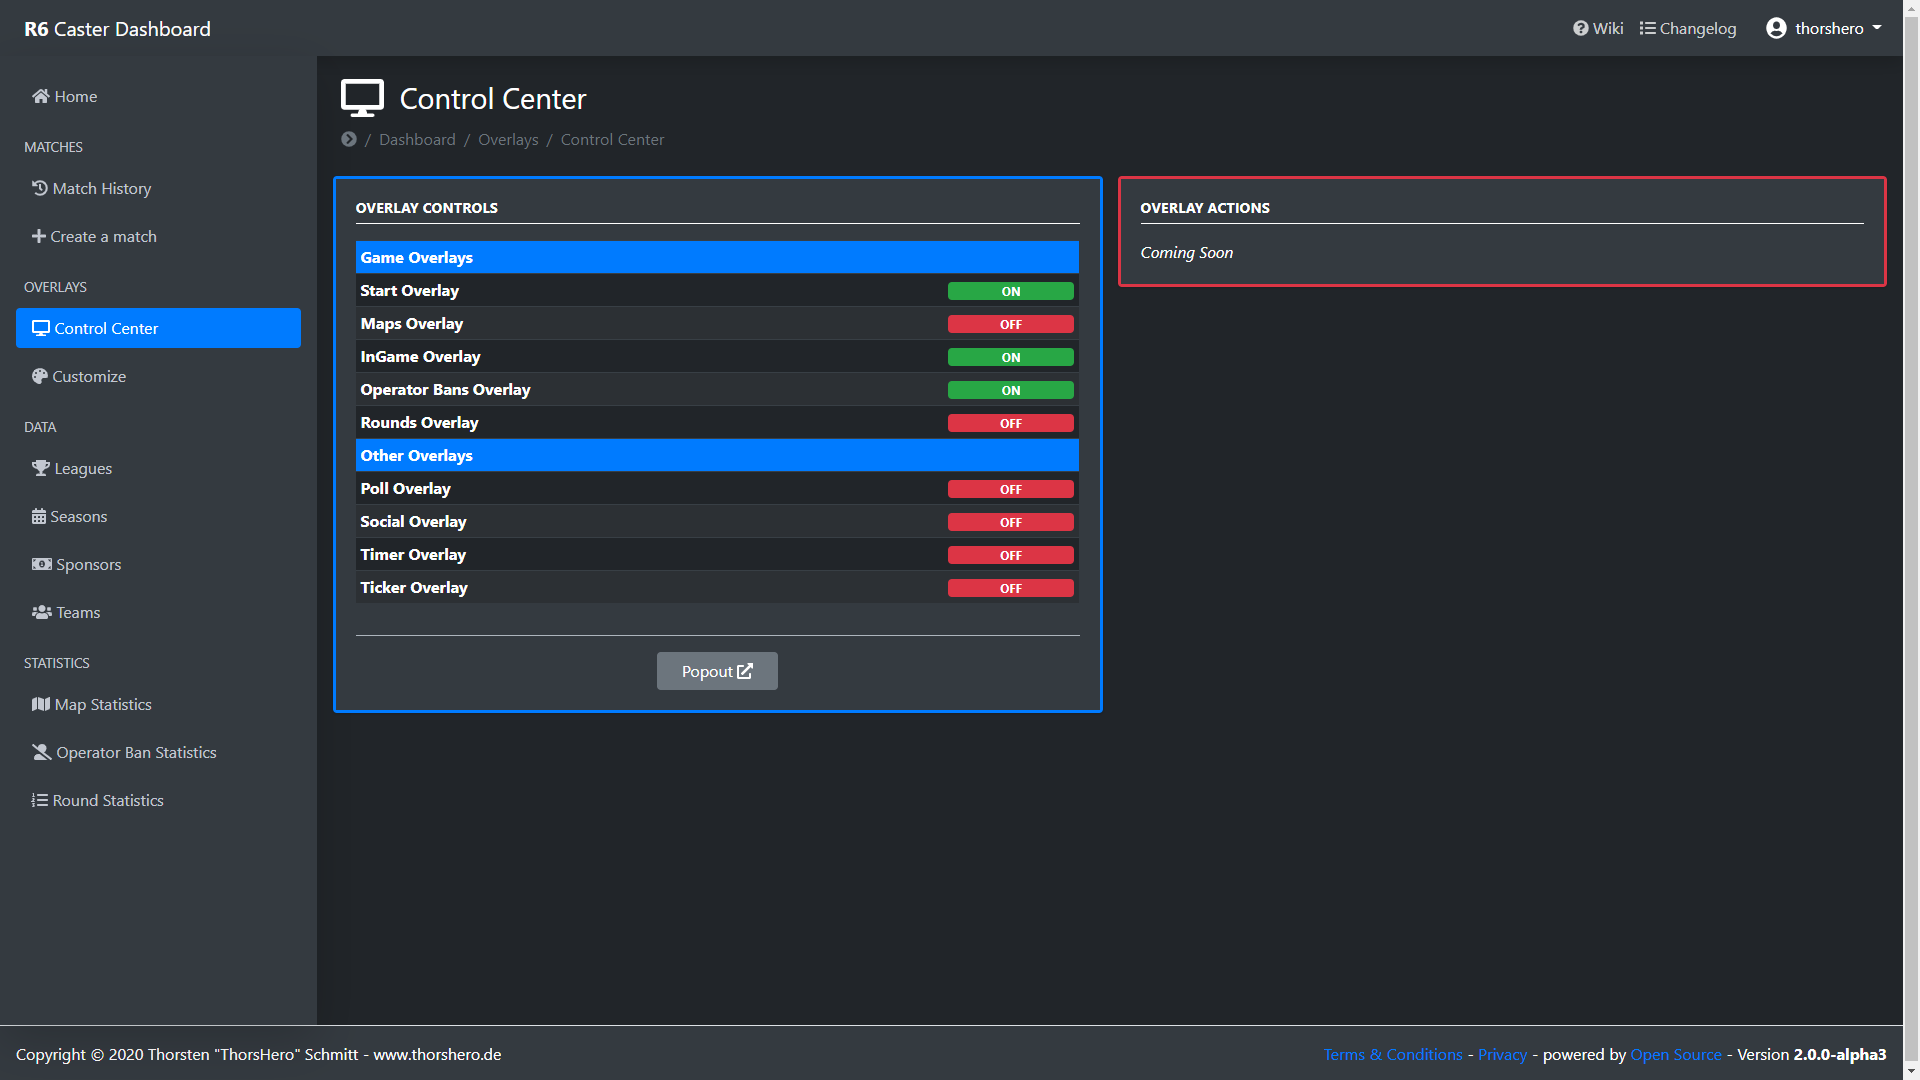 R6 Caster Dashboard
Wiki Changelog thorshero
Home
MATCHES
Match History
Create a match
OVERLAYS
Control Center
Customize
DATA
Leagues
Seasons
Sponsors
Teams
STATISTICS
Map Statistics
Operator Ban Statistics
Round Statistics
Control Center
/ Dashboard / Overlays / Control Center
OVERLAY CONTROLS
Game Overlays
Start Overlay ON
Maps Overlay OFF
InGame Overlay ON
Operator Bans Overlay ON
Rounds Overlay OFF
Other Overlays
Poll Overlay OFF
Social Overlay OFF
Timer Overlay OFF
Ticker Overlay OFF
Popout
OVERLAY ACTIONS
Coming Soon
Copyright © 2020 Thorsten "ThorsHero" Schmitt - www.thorshero.de
Terms & Conditions - Privacy - powered by Open Source - Version 2.0.0-alpha3